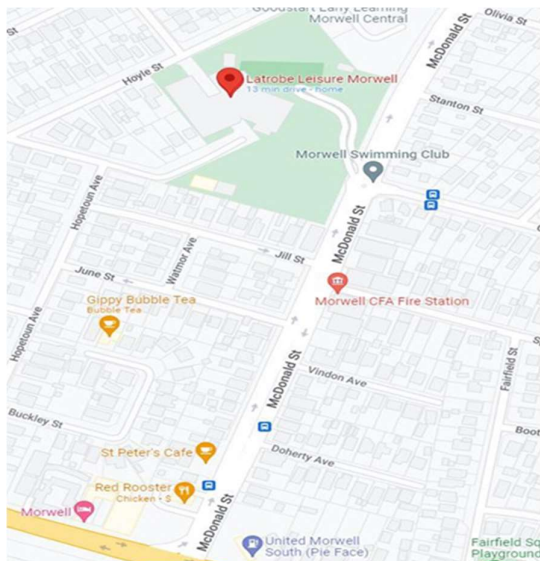 Goodstart Early Learning
Morwell Central
Olivia St
McDonald St
Hoyle St
Latrobe Leisure Morwell
13 min drive - home
Stanton St
Morwell Swimming Club
Hopetoun Ave
Watmor Ave
Jill St
McDonald St
June St
Morwell CFA Fire Station
Gippy Bubble Tea
Bubble Tea
Hopetoun Ave
McDonald St
Vindon Ave
Fairfield St
Buckley St
Boot
St Peter's Cafe
Doherty Ave
Red Rooster
Chicken • $
Morwell
McDonald St
United Morwell
South (Pie Face)
Fairfield Sq
Playground